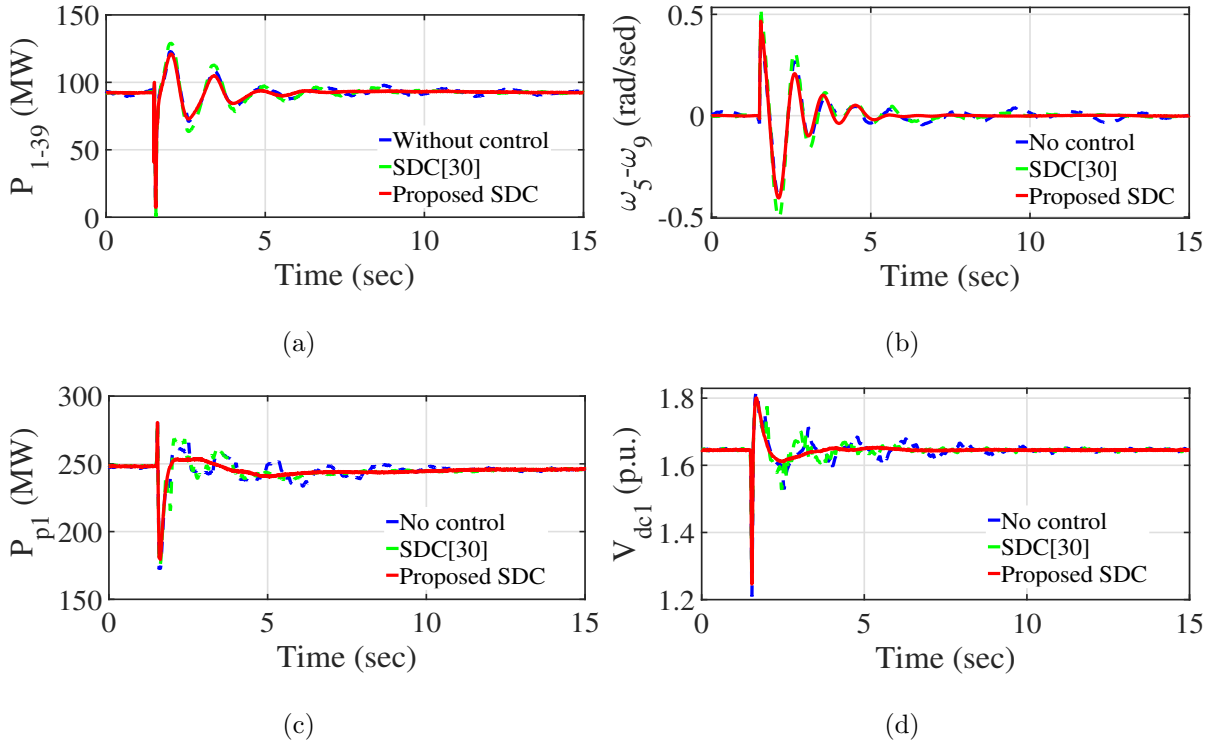 150
100
50
0
P1-39 (MW)
Without control
SDC[30]
Proposed SDC
0 5 10 15
Time (sec)
(a)
0.5
0
-0.5
ω5-ω9 (rad/sed)
No control
SDC[30]
Proposed SDC
0 5 10 15
Time (sec)
(b)
300
250
200
150
Pp1 (MW)
No control
SDC[30]
Proposed SDC
0 5 10 15
Time (sec)
(c)
1.8
1.6
1.4
1.2
Vdc1 (p.u.)
No control
SDC[30]
Proposed SDC
0 5 10 15
Time (sec)
(d)